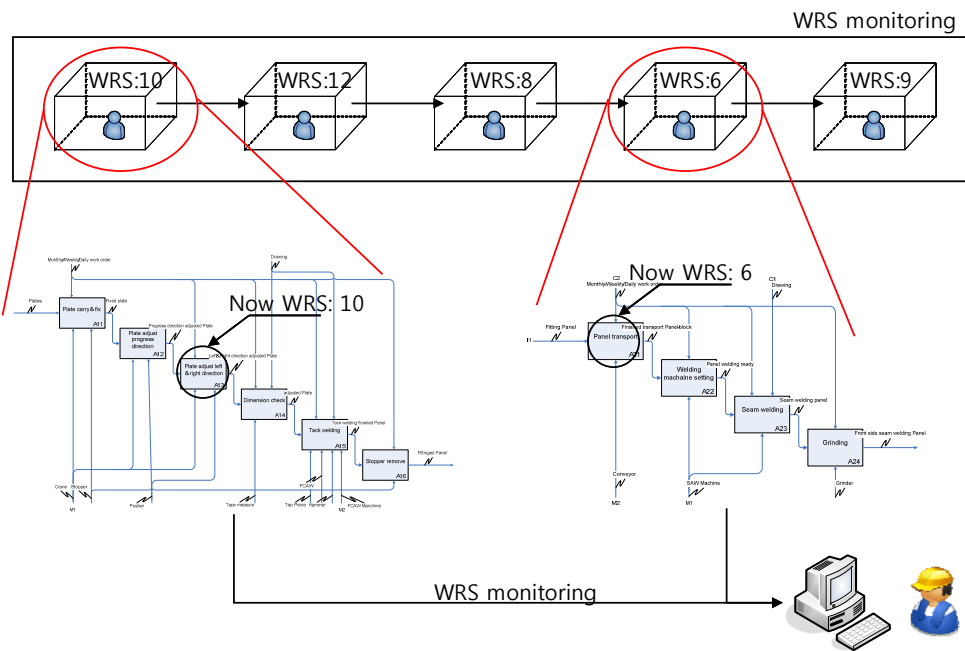 WRS monitoring
WRS:10
WRS:12
WRS:8
WRS:6
WRS:9
Monthly/Weekly/Daily work order
Drawing
Plates
Plate carry & fix
A11
Fixed plate
Plate adjust
progress
direction
A12
Progress direction adjusted Plate
Now WRS: 10
Plate adjust left
& right direction
A13
Left & right direction adjusted Plate
Dimension check
A14
adjusted Plate
Tack welding
A15
Tack welding finished Panel
Stopper remove
A16
Fittinged Panel
Stopper
M1
Pusher
Tape measure
FCAW
Tap Piece
Hammer
M2
FCAW Manchine
Now WRS: 6
C2
Monthly/Weekly/Daily work order
C1
Drawing
Fitting Panel
I1
Panel transport
A21
Finished transport Panel-block
Welding
machaine setting
A22
Panel welding ready
Seam welding
A23
Seam welding panel
Grinding
A24
Front side seam welding Panel
Conveyor
M2
SAW Machine
M1
Grinder
WRS monitoring